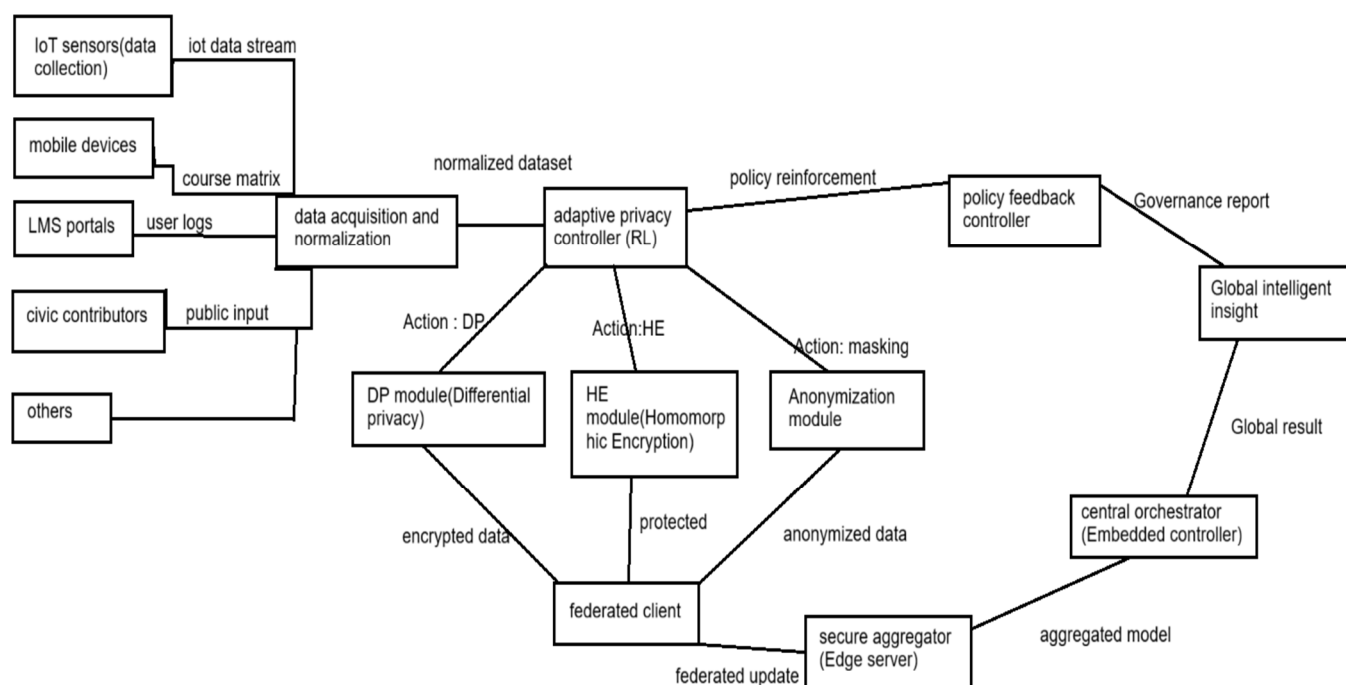 IoT sensors(data
collection)
iot data stream
mobile devices
course matrix
LMS portals
user logs
civic contributors
public input
others
data acquisition and
normalization
normalized dataset
adaptive privacy
controller (RL)
policy reinforcement
policy feedback
controller
Governance report
Global intelligent
insight
Action : DP
Action:HE
Action: masking
DP module(Differential
privacy)
HE
module(Homomorp
hic Encryption)
Anonymization
module
encrypted data
protected
anonymized data
federated client
federated update
secure aggregator
(Edge server)
aggregated model
central orchestrator
(Embedded controller)
Global result